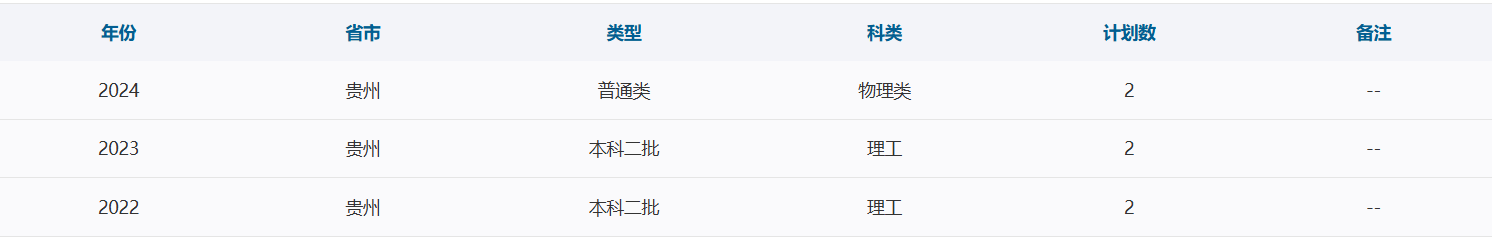 年份 省市 类型 科类 计划数 备注
2024 贵州 普通类 物理类 2 --
2023 贵州 本科二批 理工 2 --
2022 贵州 本科二批 理工 2 --